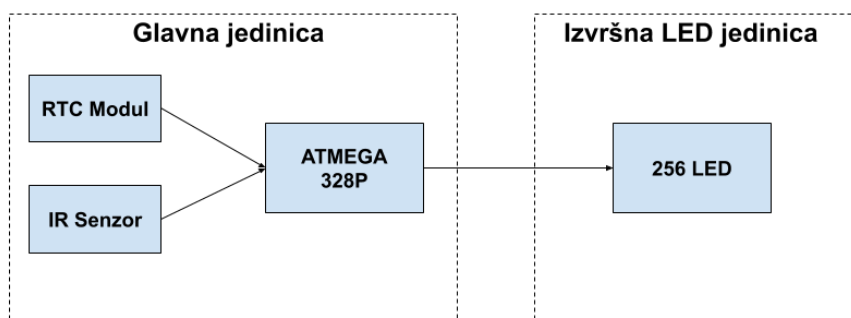 Glavna jedinica
Izvršna LED jedinica
RTC Modul
ATMEGA
328P
256 LED
IR Senzor